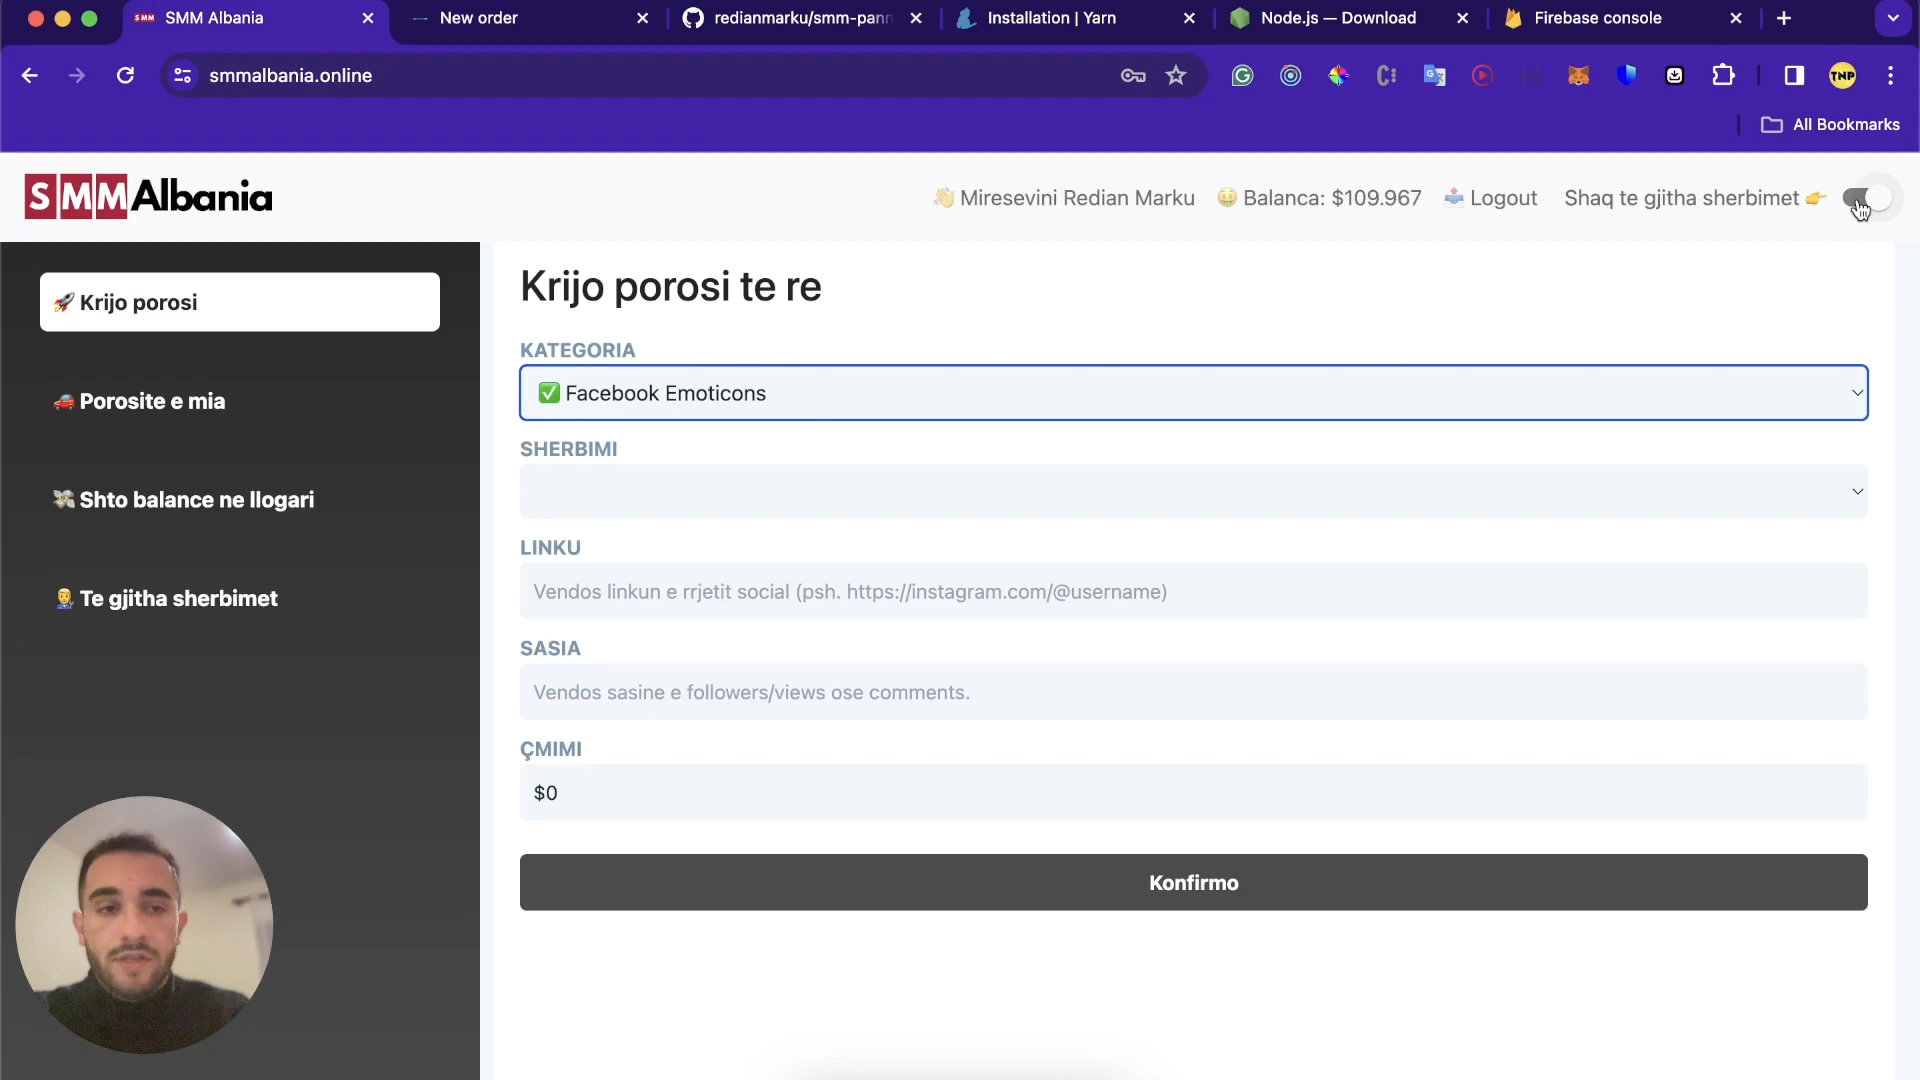 SMM Albania
New order
redianmarku/smm-pann
Installation | Yarn
Node.js — Download
Firebase console
smmalbania.online
TNP
All Bookmarks
SMMAlbania
👋 Miresevini Redian Marku
🤑 Balanca: $109.967
📤 Logout
Shaq te gjitha sherbimet 👉
🚀 Krijo porosi
🚗 Porosite e mia
💸 Shto balance ne llogari
👨‍🔧 Te gjitha sherbimet
Krijo porosi te re
KATEGORIA
✅ Facebook Emoticons
SHERBIMI
LINKU
Vendos linkun e rrjetit social (psh. https://instagram.com/@username)
SASIA
Vendos sasine e followers/views ose comments.
ÇMIMI
$0
Konfirmo